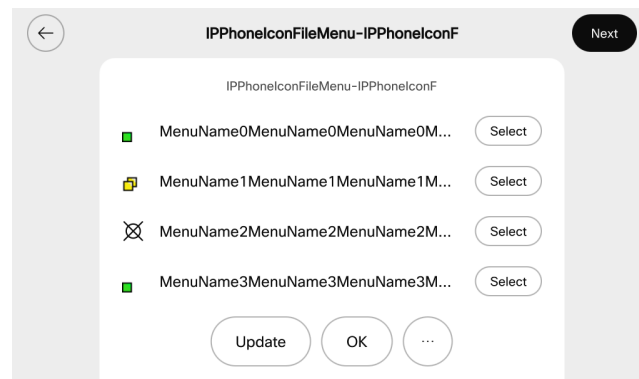 IPPhoneIconFileMenu-IPPhoneIconF
Next
IPPhoneIconFileMenu-IPPhoneIconF
MenuName0MenuName0MenuName0M... Select
MenuName1MenuName1MenuName1M... Select
MenuName2MenuName2MenuName2M... Select
MenuName3MenuName3MenuName3M... Select
Update OK ...